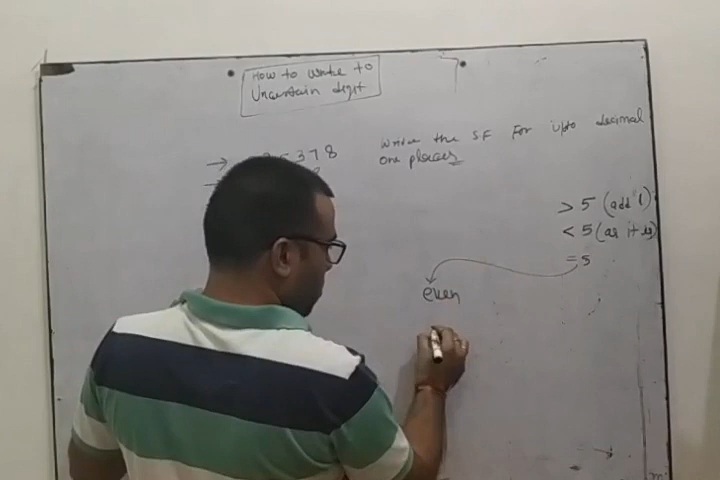 How to write to
Uncertain digit
Write the SF For upto decimal
one places
→ 378
> 5 (add 1)
< 5 (as it is)
= 5
even